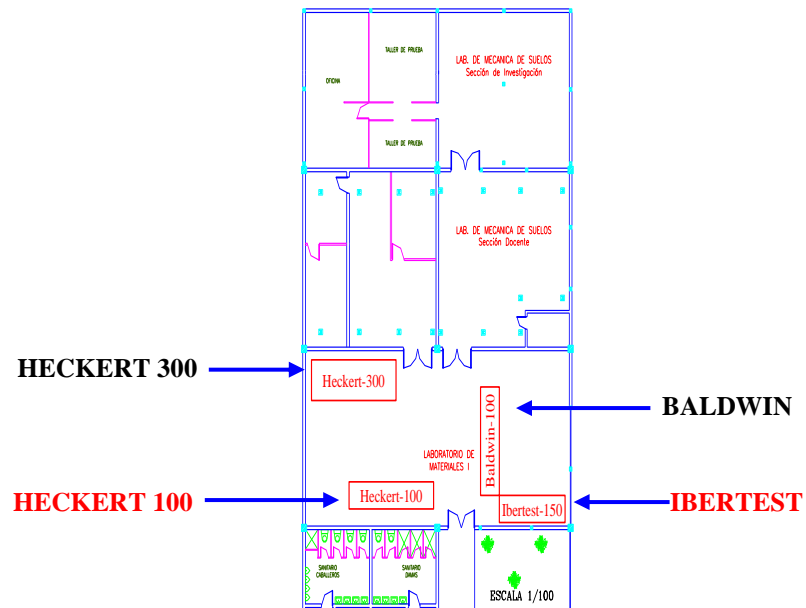 TALLER DE PRUEBA
LAB. DE MECANICA DE SUELOS
Sección de Investigación
OFICINA
TALLER DE PRUEBA
LAB. DE MECANICA DE SUELOS
Sección Docente
HECKERT 300
Heckert-300
Baldwin-100
BALDWIN
LABORATORIO DE
MATERIALES I
HECKERT 100
Heckert-100
Ibertest-150
IBERTEST
SANITARIO
CABALLEROS
SANITARIO
DAMAS
ESCALA 1/100